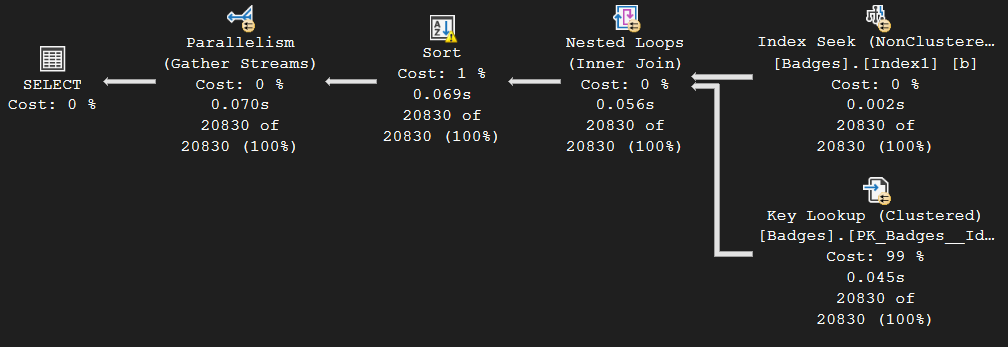 SELECT
Cost: 0 %
Parallelism
(Gather Streams)
Cost: 0 %
0.070s
20830 of
20830 (100%)
Sort
Cost: 1 %
0.069s
20830 of
20830 (100%)
Nested Loops
(Inner Join)
Cost: 0 %
0.056s
20830 of
20830 (100%)
Index Seek (NonClustere…
[Badges].[Index1] [b]
Cost: 0 %
0.002s
20830 of
20830 (100%)
Key Lookup (Clustered)
[Badges].[PK_Badges__Id…
Cost: 99 %
0.045s
20830 of
20830 (100%)